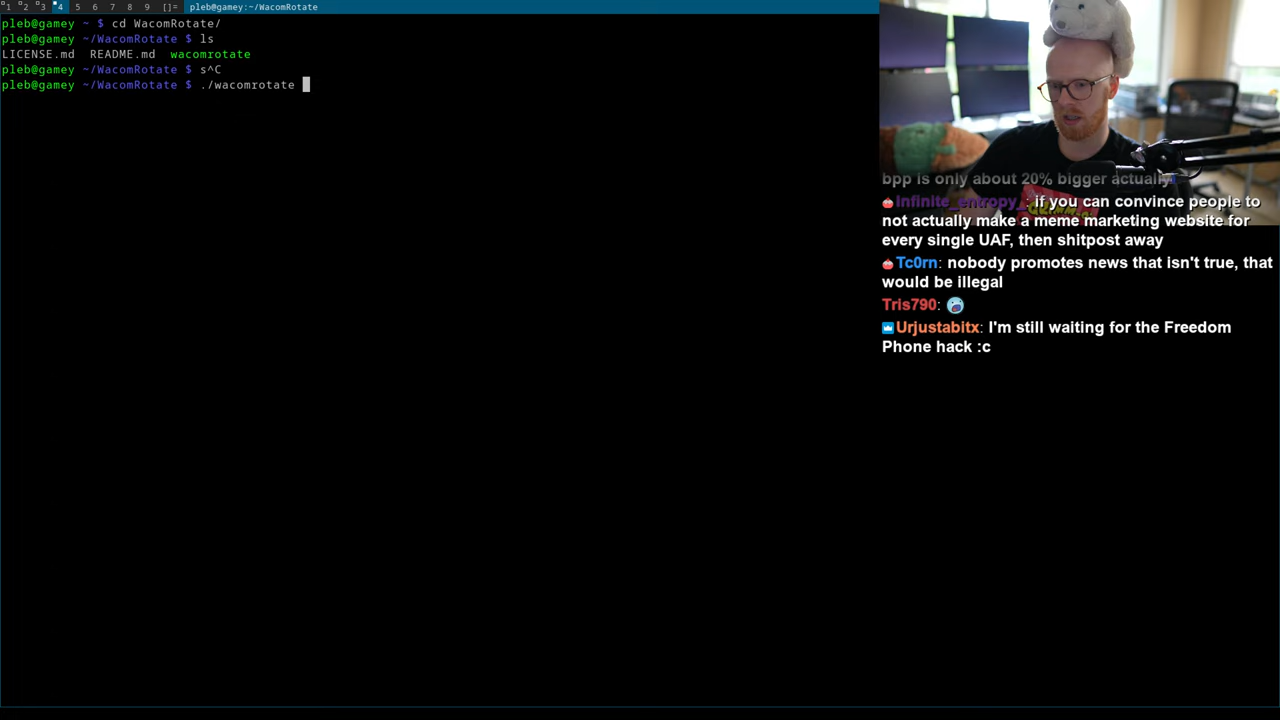 1 2 3 4 5 6 7 8 9 []= pleb@gamey:~/WacomRotate
pleb@gamey ~ $ cd WacomRotate/
pleb@gamey ~/WacomRotate $ ls
LICENSE.md README.md wacomrotate
pleb@gamey ~/WacomRotate $ s^C
pleb@gamey ~/WacomRotate $ ./wacomrotate
bpp is only about 20% bigger actually
Infinite_entropy_: if you can convince people to
not actually make a meme marketing website for
every single UAF, then shitpost away
Tc0rn: nobody promotes news that isn't true, that
would be illegal
Tris790:
Urjustabitx: I'm still waiting for the Freedom
Phone hack :c